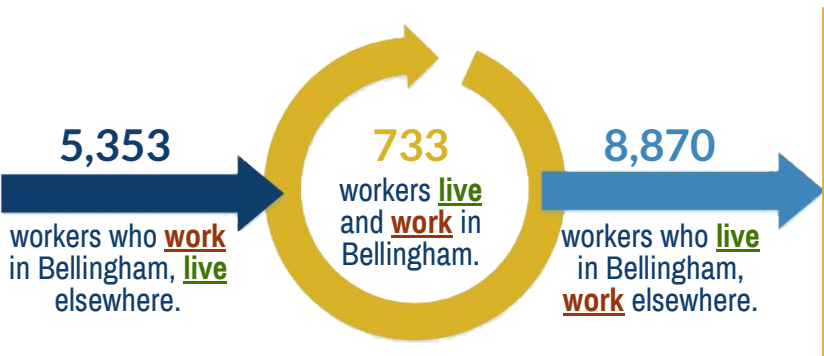 5,353
workers who work
in Bellingham, live
elsewhere.
733
workers live
and work in
Bellingham.
8,870
workers who live
in Bellingham,
work elsewhere.